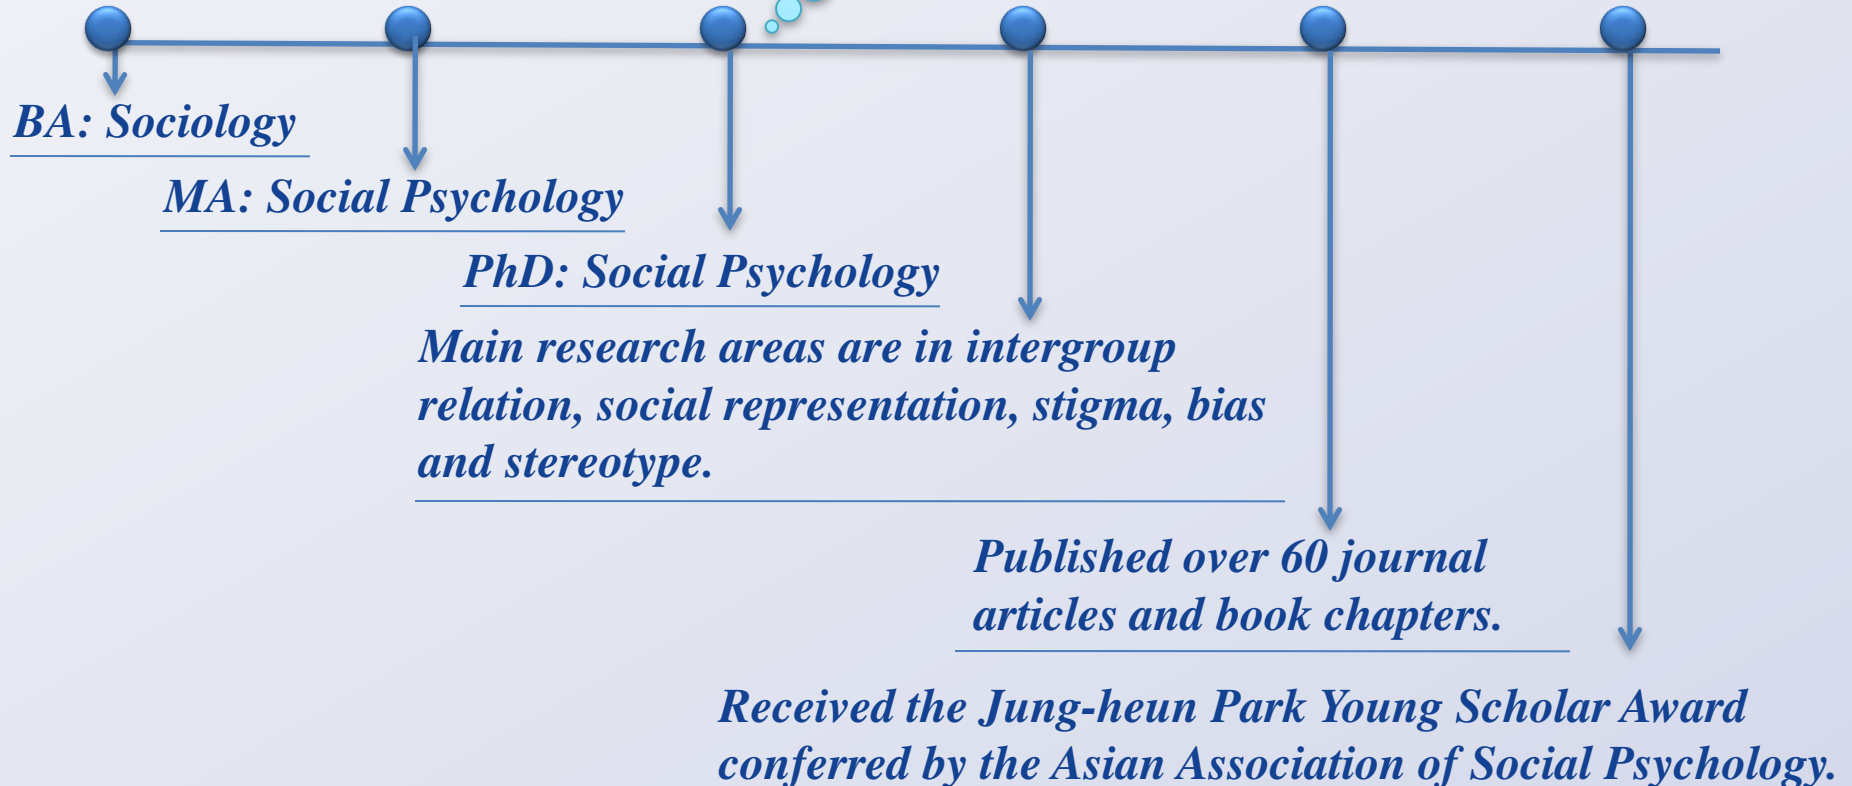 BA: Sociology
MA: Social Psychology
PhD: Social Psychology
Main research areas are in intergroup
relation, social representation, stigma, bias
and stereotype.
Published over 60 journal
articles and book chapters.
Received the Jung-heun Park Young Scholar Award
conferred by the Asian Association of Social Psychology.